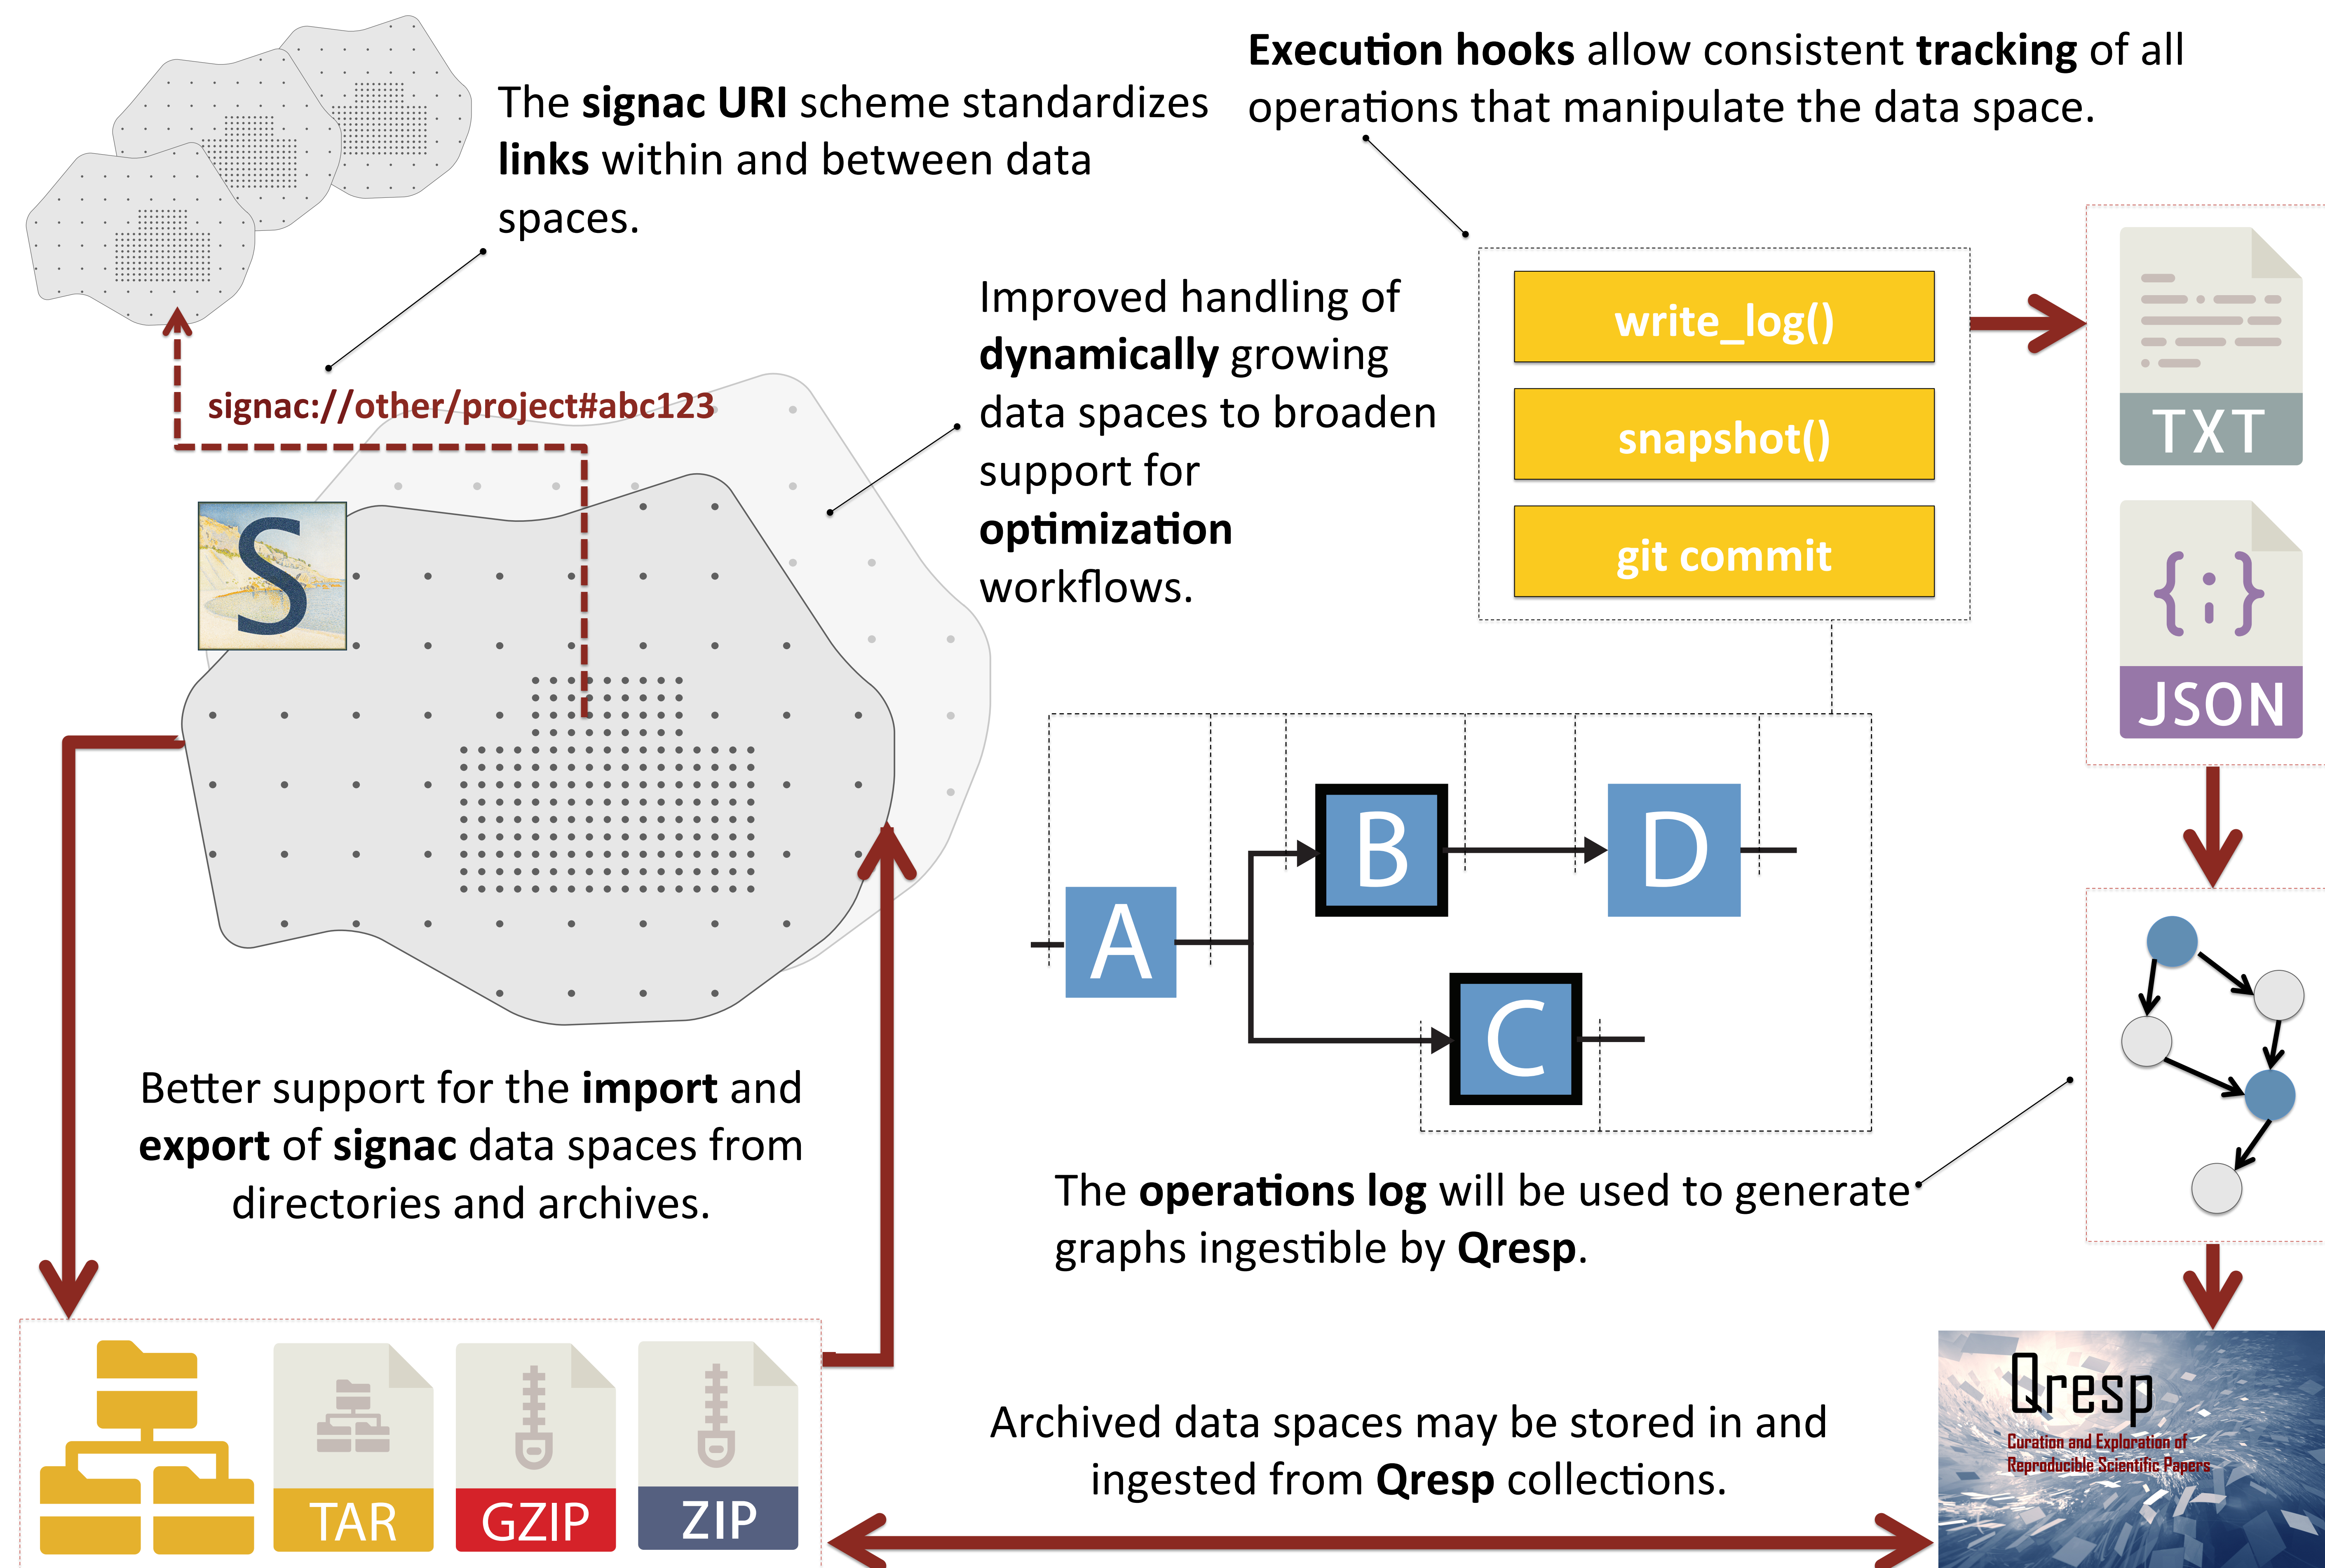 The signac URI scheme standardizes
links within and between data
spaces.
Execution hooks allow consistent tracking of all
operations that manipulate the data space.
signac://other/project#abc123
Improved handling of
dynamically growing
data spaces to broaden
support for
optimization
workflows.
write_log()
snapshot()
git commit
TXT
JSON
S
A
B
D
C
Better support for the import and
export of signac data spaces from
directories and archives.
The operations log will be used to generate
graphs ingestible by Qresp.
TAR
GZIP
ZIP
Archived data spaces may be stored in and
ingested from Qresp collections.
Qresp
Curation and Exploration of
Reproducible Scientific Papers